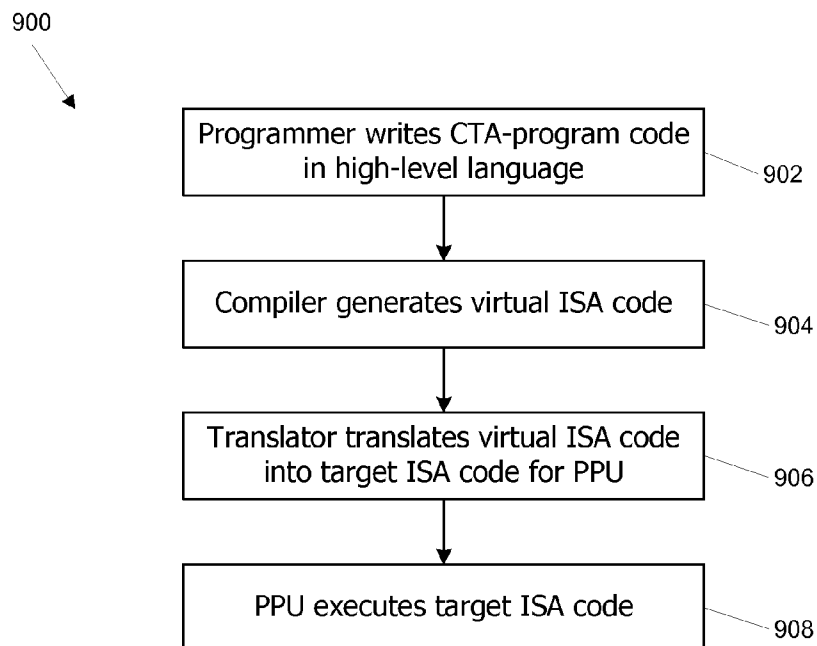 900
Programmer writes CTA-program code
in high-level language
902
Compiler generates virtual ISA code
904
Translator translates virtual ISA code
into target ISA code for PPU
906
PPU executes target ISA code
908